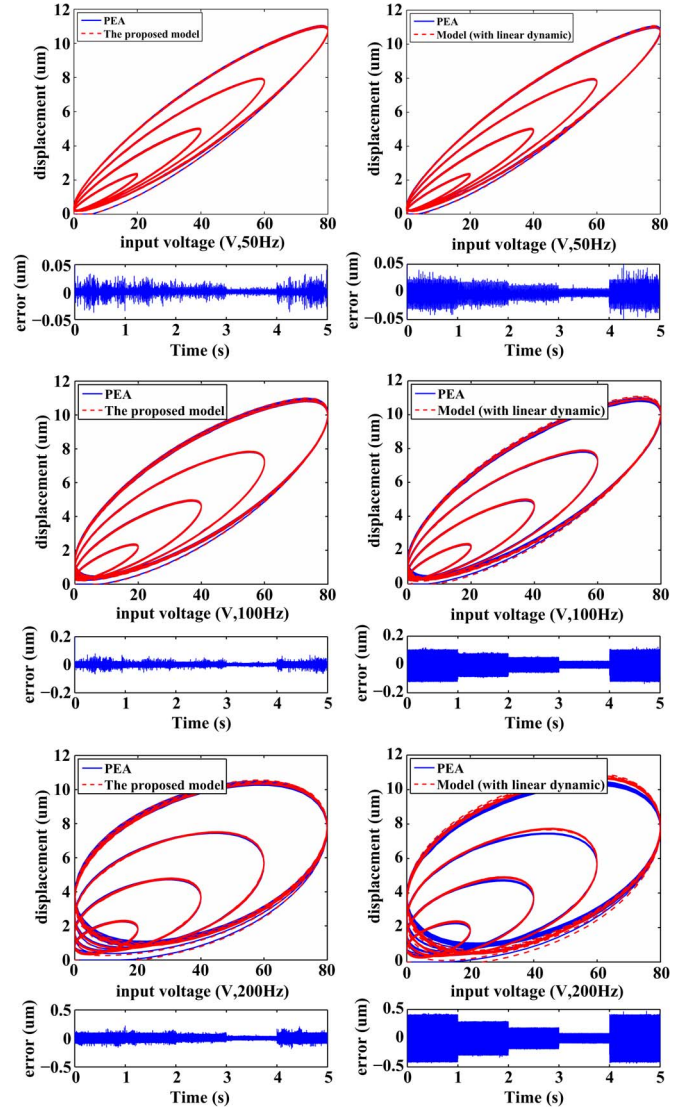 12
10
8
6
4
2
0
displacement (um)
PEA
The proposed model
0 20 40 60 80
input voltage (V,50Hz)
0.05
0
−0.05
error (um)
0 1 2 3 4 5
Time (s)
12
10
8
6
4
2
0
displacement (um)
PEA
Model (with linear dynamic)
0 20 40 60 80
input voltage (V,50Hz)
0.05
0
−0.05
error (um)
0 1 2 3 4 5
Time (s)
12
10
8
6
4
2
0
displacement (um)
PEA
The proposed model
0 20 40 60 80
input voltage (V,100Hz)
0.2
0
−0.2
error (um)
0 1 2 3 4 5
Time (s)
12
10
8
6
4
2
0
displacement (um)
PEA
Model (with linear dynamic)
0 20 40 60 80
input voltage (V,100Hz)
0.2
0
−0.2
error (um)
0 1 2 3 4 5
Time (s)
12
10
8
6
4
2
0
displacement (um)
PEA
The proposed model
0 20 40 60 80
input voltage (V,200Hz)
0.5
0
−0.5
error (um)
0 1 2 3 4 5
Time (s)
12
10
8
6
4
2
0
displacement (um)
PEA
Model (with linear dynamic)
0 20 40 60 80
input voltage (V,200Hz)
0.5
0
−0.5
error (um)
0 1 2 3 4 5
Time (s)